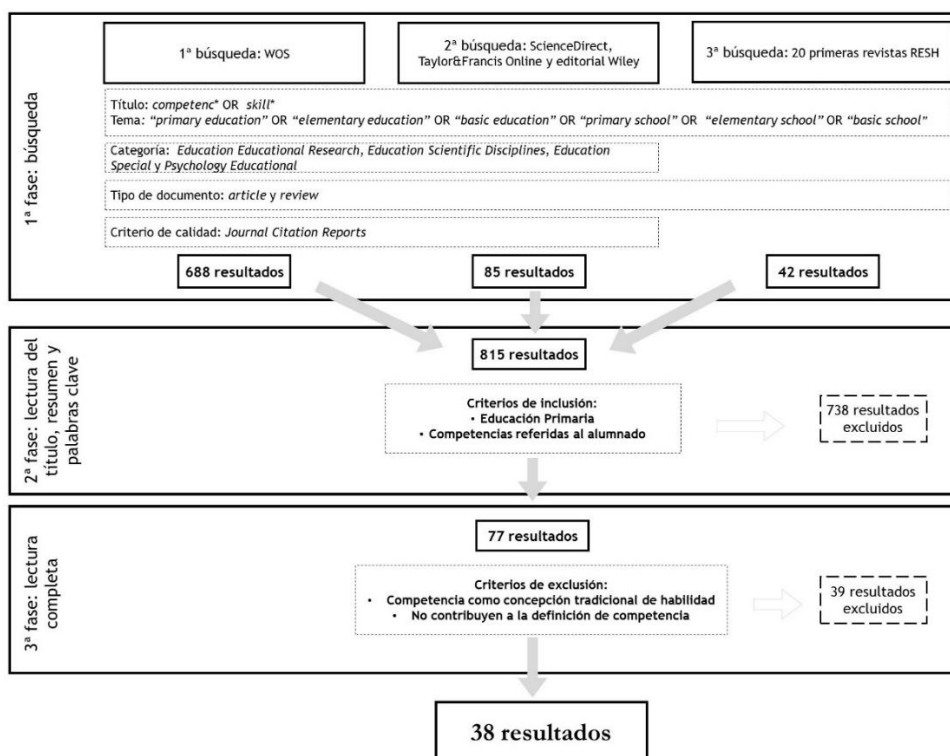 1ª fase: búsqueda
1ª búsqueda: WOS
2ª búsqueda: ScienceDirect,
Taylor&Francis Online y editorial Wiley
3ª búsqueda: 20 primeras revistas RESH
Título: competenc* OR skill*
Tema: “primary education” OR “elementary education” OR “basic education” OR “primary school” OR “elementary school” OR “basic school”
Categoría: Education Educational Research, Education Scientific Disciplines, Education
Special y Psychology Educational
Tipo de documento: article y review
Criterio de calidad: Journal Citation Reports
688 resultados
85 resultados
42 resultados
2ª fase: lectura del
título, resumen y
palabras clave
815 resultados
Criterios de inclusión:
• Educación Primaria
• Competencias referidas al alumnado
738 resultados
excluidos
3ª fase: lectura
completa
77 resultados
Criterios de exclusión:
• Competencia como concepción tradicional de habilidad
• No contribuyen a la definición de competencia
39 resultados
excluidos
38 resultados